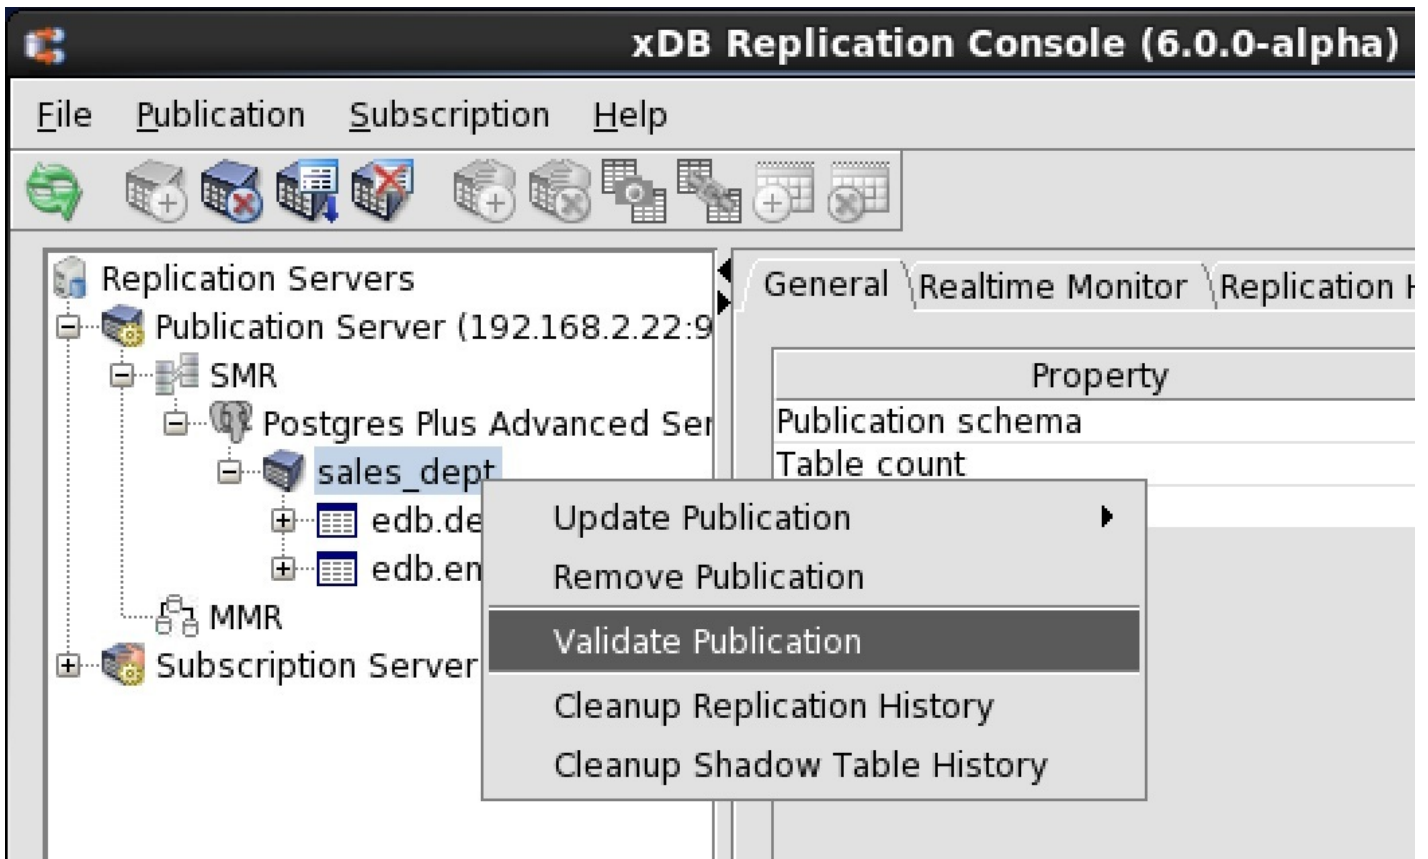 xDB Replication Console (6.0.0-alpha)
File Publication Subscription Help
Replication Servers
Publication Server (192.168.2.22:9
SMR
Postgres Plus Advanced Ser
sales_dept
edb.de
edb.en
MMR
Subscription Server
General Realtime Monitor Replication H
Property
Publication schema
Table count
Update Publication
Remove Publication
Validate Publication
Cleanup Replication History
Cleanup Shadow Table History